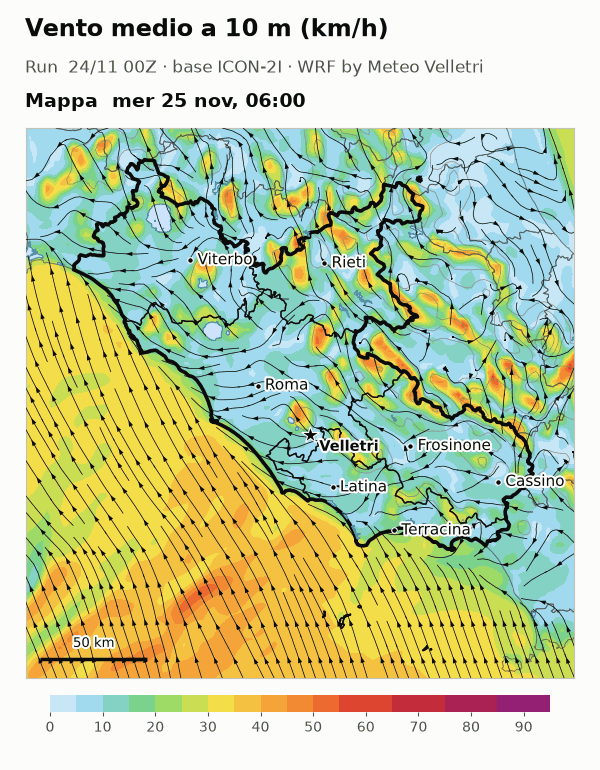 Vento medio a 10 m (km/h)
Run 24/11 00Z · base ICON-2I · WRF by Meteo Velletri
Mappa mer 25 nov, 06:00
Viterbo
Rieti
Roma
Velletri
Frosinone
Latina
Cassino
Terracina
50 km
0 10 20 30 40 50 60 70 80 90